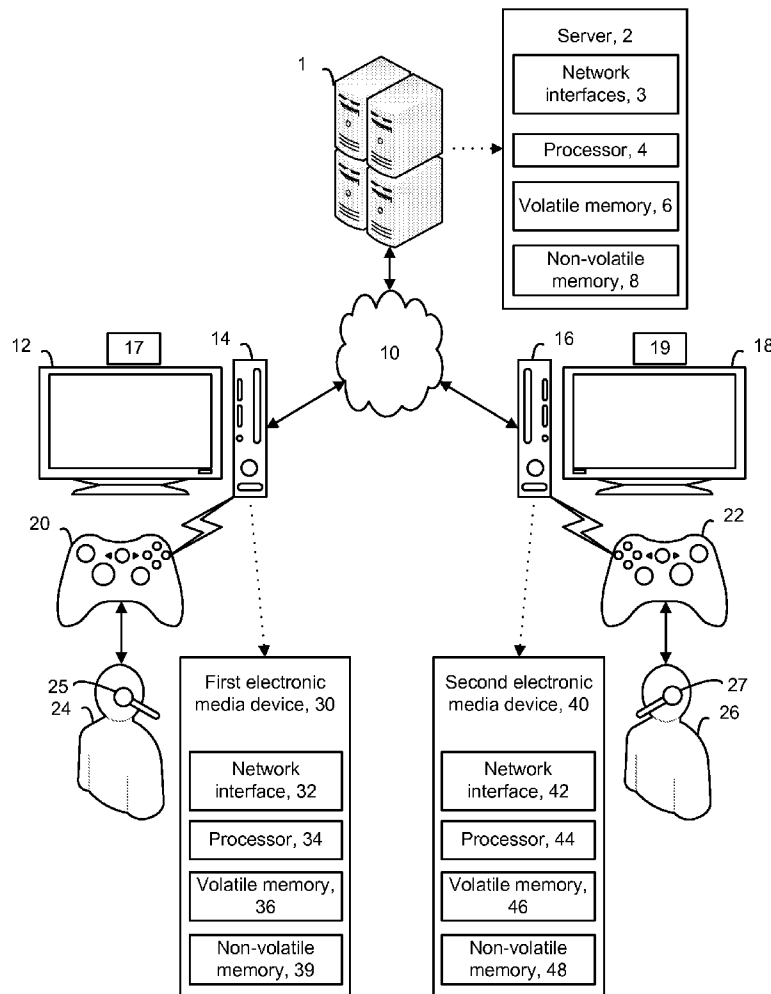 1
Server, 2
Network
interfaces, 3
Processor, 4
Volatile memory, 6
Non-volatile
memory, 8
10
12
17
14
16
19
18
20
22
25
24
27
26
First electronic
media device, 30
Network
interface, 32
Processor, 34
Volatile memory,
36
Non-volatile
memory, 39
Second electronic
media device, 40
Network
interface, 42
Processor, 44
Volatile memory,
46
Non-volatile
memory, 48